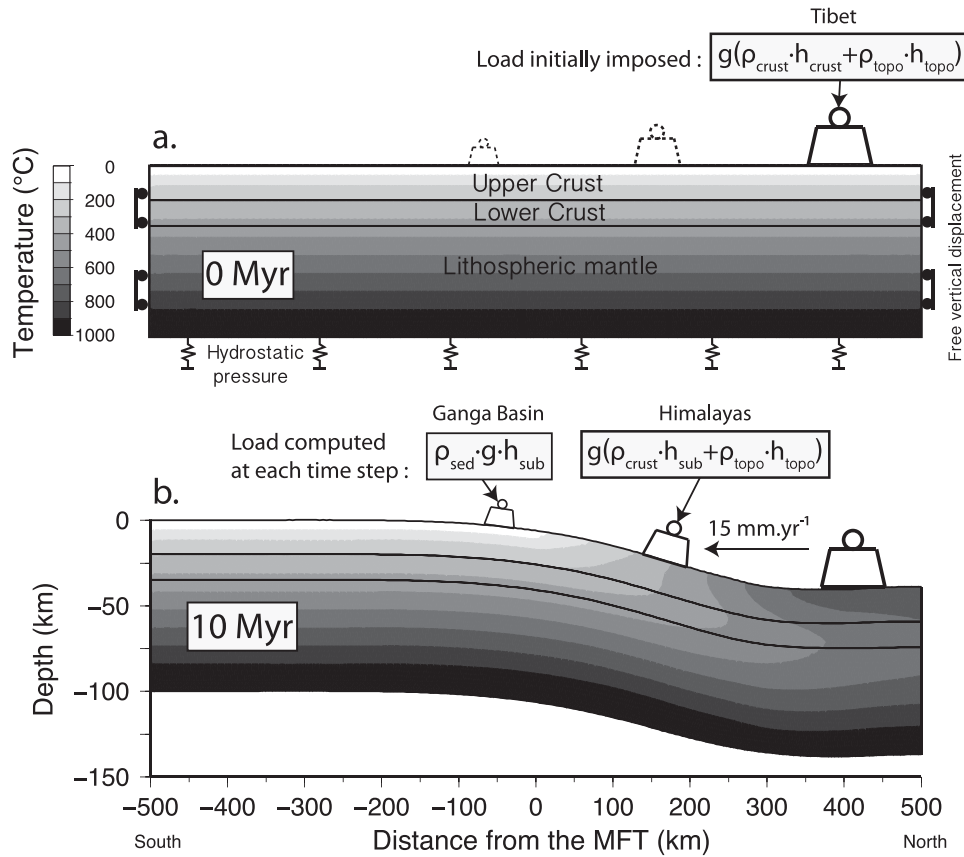 Tibet
Load initially imposed : g(ρcrust·hcrust+ρtopo·htopo)
a.
Temperature (°C)
0
200
400
600
800
1000
Upper Crust
Lower Crust
Lithospheric mantle
0 Myr
Free vertical displacement
Hydrostatic
pressure
Ganga Basin
Himalayas
Load computed
at each time step :
ρsed·g·hsub
g(ρcrust·hsub+ρtopo·htopo)
b.
15 mm.yr⁻¹
10 Myr
Depth (km)
0
−50
−100
−150
−500 −400 −300 −200 −100 0 100 200 300 400 500
South
Distance from the MFT (km)
North